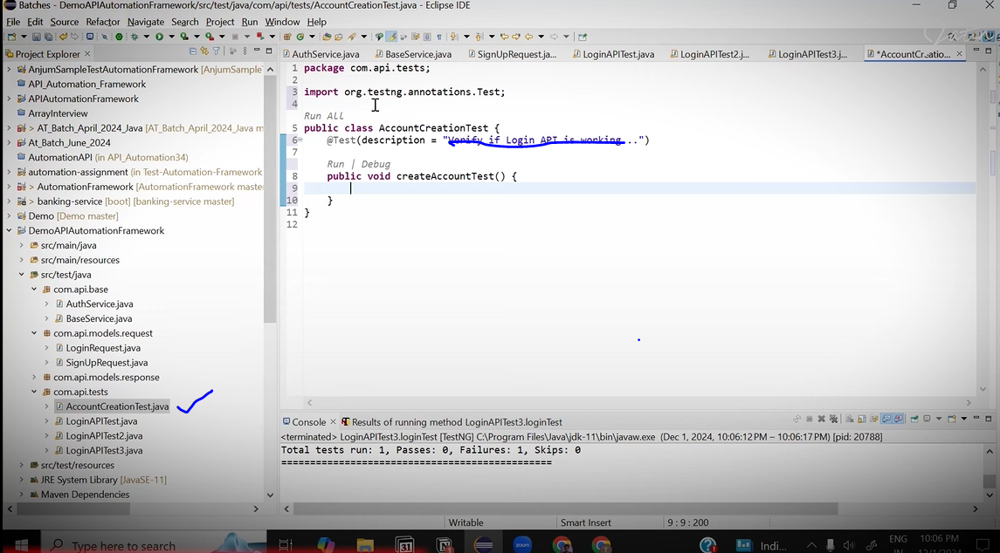 Batches - DemoAPIAutomationFramework/src/test/java/com/api/tests/AccountCreationTest.java - Eclipse IDE
File Edit Source Refactor Navigate Search Project Run Window Help
Project Explorer
AuthService.java BaseService.java SignUpRequest.ja... LoginAPITest.java LoginAPITest2.j... LoginAPITest3.j... *AccountCreatio...
AnjumSampleTestAutomationFramework [AnjumSam
API_Automation_Framework
APIAutomationFramework
ArrayInterview
> AT_Batch_April_2024_Java [AT_Batch_April_2024_Java m
At_Batch_June_2024
AutomationAPI (in API_Automation34)
automation-assignment (in Test-Automation-Framework
> AutomationFramework [AutomationFramework maste
> banking-service [boot] [banking-service master]
Demo [Demo master]
DemoAPIAutomationFramework
src/main/java
src/main/resources
src/test/java
com.api.base
AuthService.java
BaseService.java
com.api.models.request
LoginRequest.java
SignUpRequest.java
com.api.models.response
com.api.tests
AccountCreationTest.java
LoginAPITest.java
LoginAPITest2.java
LoginAPITest3.java
src/test/resources
JRE System Library [JavaSE-11]
Maven Dependencies
1 package com.api.tests;
2
3 import org.testng.annotations.Test;
4
Run All
5 public class AccountCreationTest {
6 @Test(description = "Verify if Login API is working...")
7
Run | Debug
8 public void createAccountTest() {
9
10 }
11 }
12
Console Results of running method LoginAPITest3.loginTest
<terminated> LoginAPITest3.loginTest [TestNG] C:\Program Files\Java\jdk-11\bin\javaw.exe (Dec 1, 2024, 10:06:12 PM – 10:06:17 PM) [pid: 20788]
Total tests run: 1, Passes: 0, Failures: 1, Skips: 0
===============================================
Writable Smart Insert 9 : 9 : 200
Type here to search
31
zoom
Indi...
ENG
IN
10:06 PM